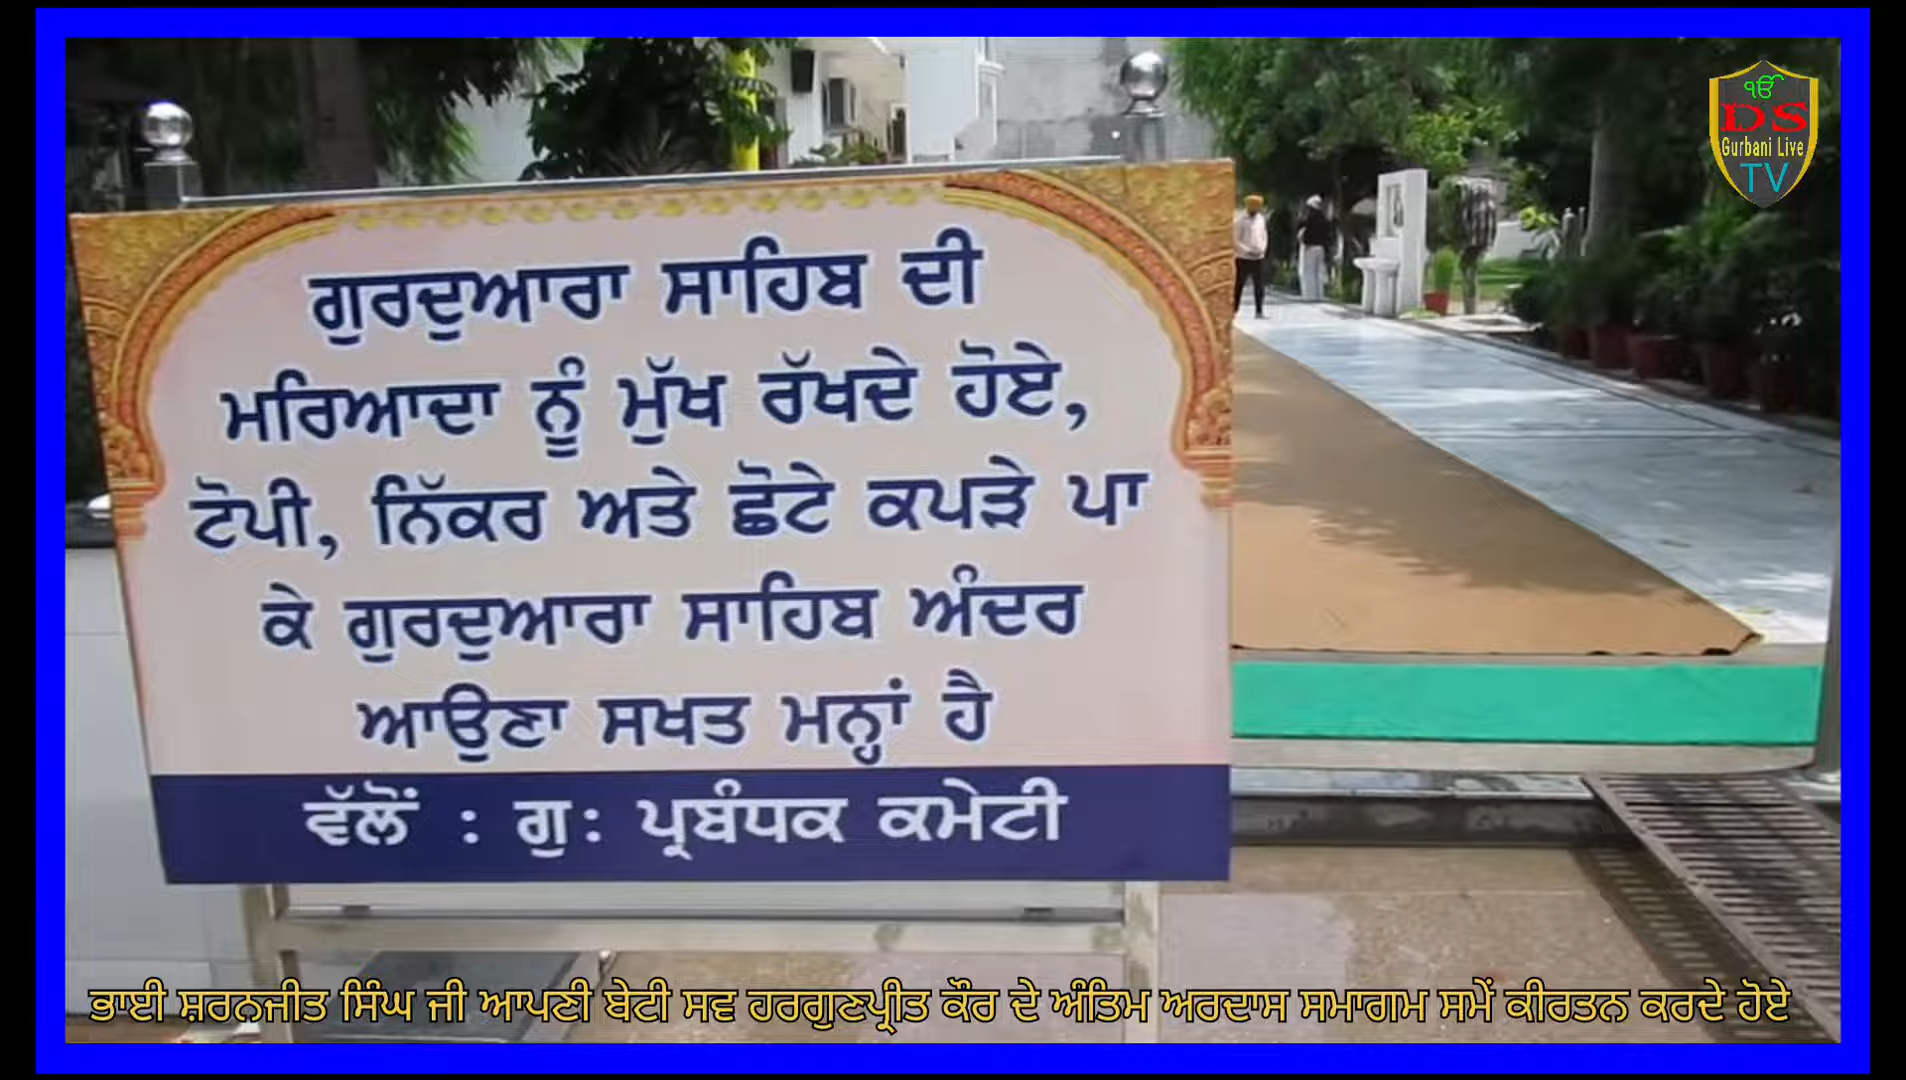 ੴ
DS
Gurbani Live
TV
ਗੁਰਦੁਆਰਾ ਸਾਹਿਬ ਦੀ
ਮਰਿਆਦਾ ਨੂੰ ਮੁੱਖ ਰੱਖਦੇ ਹੋਏ,
ਟੋਪੀ, ਨਿੱਕਰ ਅਤੇ ਛੋਟੇ ਕਪੜੇ ਪਾ
ਕੇ ਗੁਰਦੁਆਰਾ ਸਾਹਿਬ ਅੰਦਰ
ਆਉਣਾ ਸਖਤ ਮਨ੍ਹਾਂ ਹੈ
ਵੱਲੋਂ : ਗੁ: ਪ੍ਰਬੰਧਕ ਕਮੇਟੀ
ਭਾਈ ਸ਼ਰਨਜੀਤ ਸਿੰਘ ਜੀ ਆਪਣੀ ਬੇਟੀ ਸਵ ਹਰਗੁਣਪ੍ਰੀਤ ਕੌਰ ਦੇ ਅੰਤਿਮ ਅਰਦਾਸ ਸਮਾਗਮ ਸਮੇਂ ਕੀਰਤਨ ਕਰਦੇ ਹੋਏ